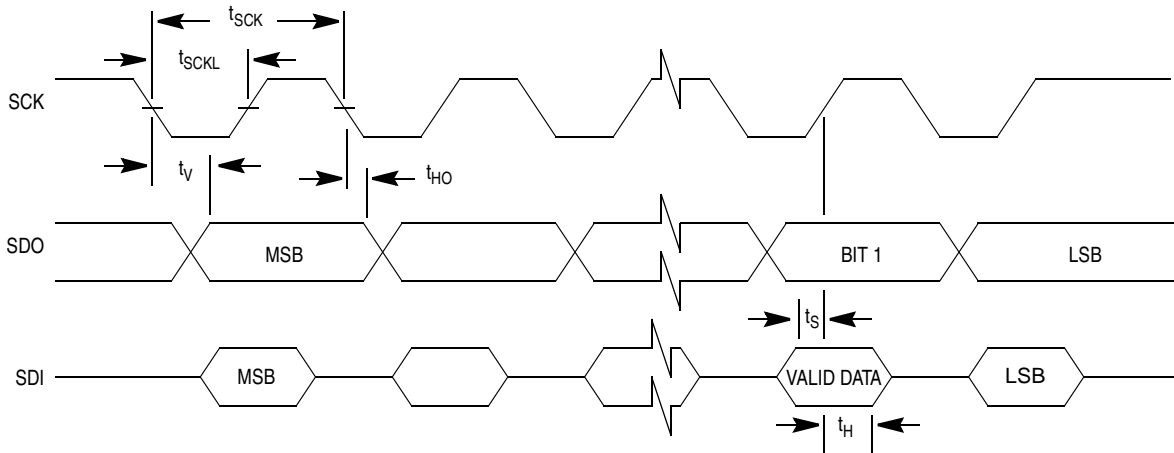 tSCK
tSCKL
SCK
tV
tHO
SDO
MSB
BIT 1
LSB
tS
SDI
MSB
VALID DATA
LSB
tH